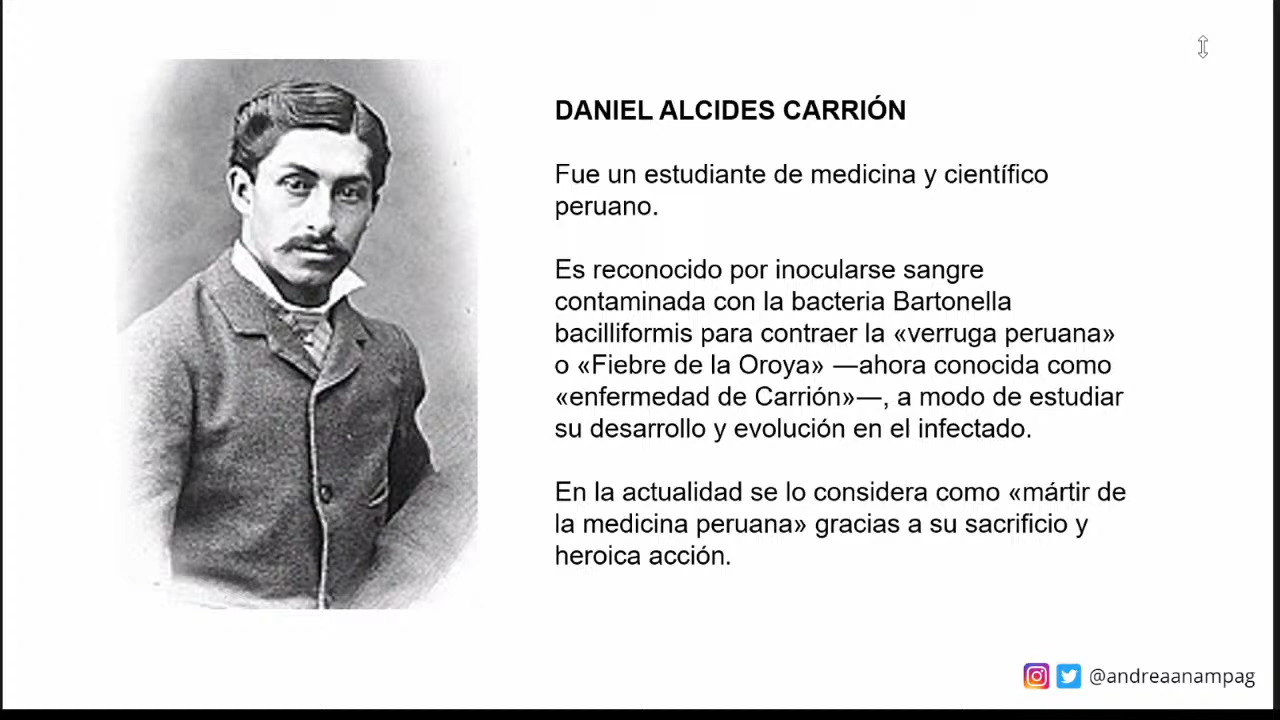 DANIEL ALCIDES CARRIÓN
Fue un estudiante de medicina y científico
peruano.
Es reconocido por inocularse sangre
contaminada con la bacteria Bartonella
bacilliformis para contraer la «verruga peruana»
o «Fiebre de la Oroya» —ahora conocida como
«enfermedad de Carrión»—, a modo de estudiar
su desarrollo y evolución en el infectado.
En la actualidad se lo considera como «mártir de
la medicina peruana» gracias a su sacrificio y
heroica acción.
@andreaanampag